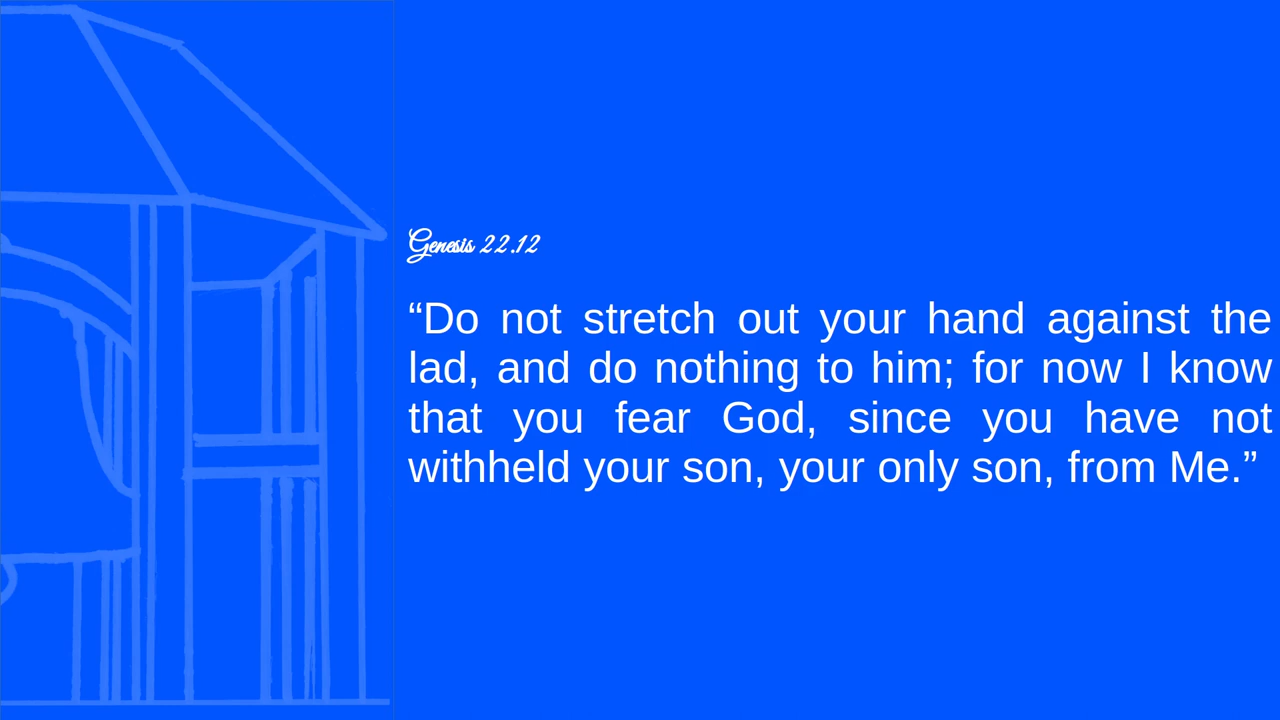 Genesis 22.12
“Do not stretch out your hand against the
lad, and do nothing to him; for now I know
that you fear God, since you have not
withheld your son, your only son, from Me.”